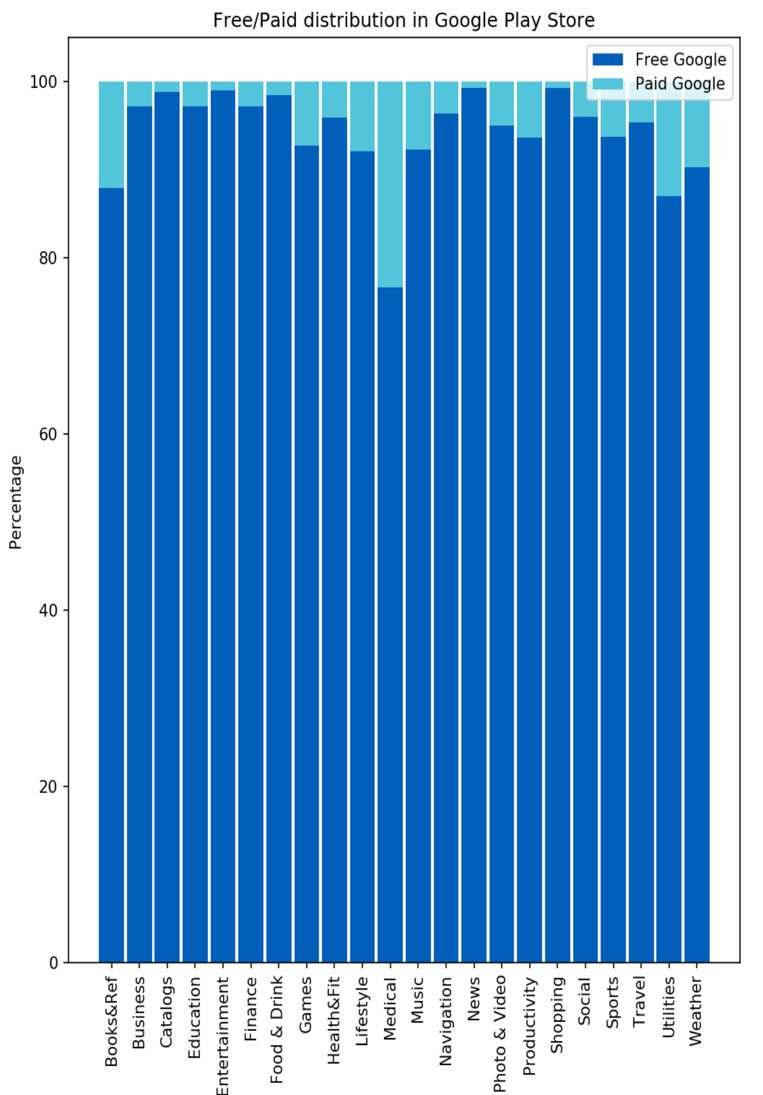 Free/Paid distribution in Google Play Store
Free Google
Paid Google
100
80
60
40
20
0
Percentage
Books&Ref
Business
Catalogs
Education
Entertainment
Finance
Food & Drink
Games
Health&Fit
Lifestyle
Medical
Music
Navigation
News
Photo & Video
Productivity
Shopping
Social
Sports
Travel
Utilities
Weather